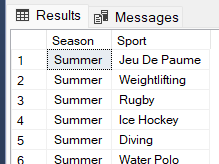 Results Messages
Season Sport
1 Summer Jeu De Paume
2 Summer Weightlifting
3 Summer Rugby
4 Summer Ice Hockey
5 Summer Diving
6 Summer Water Polo